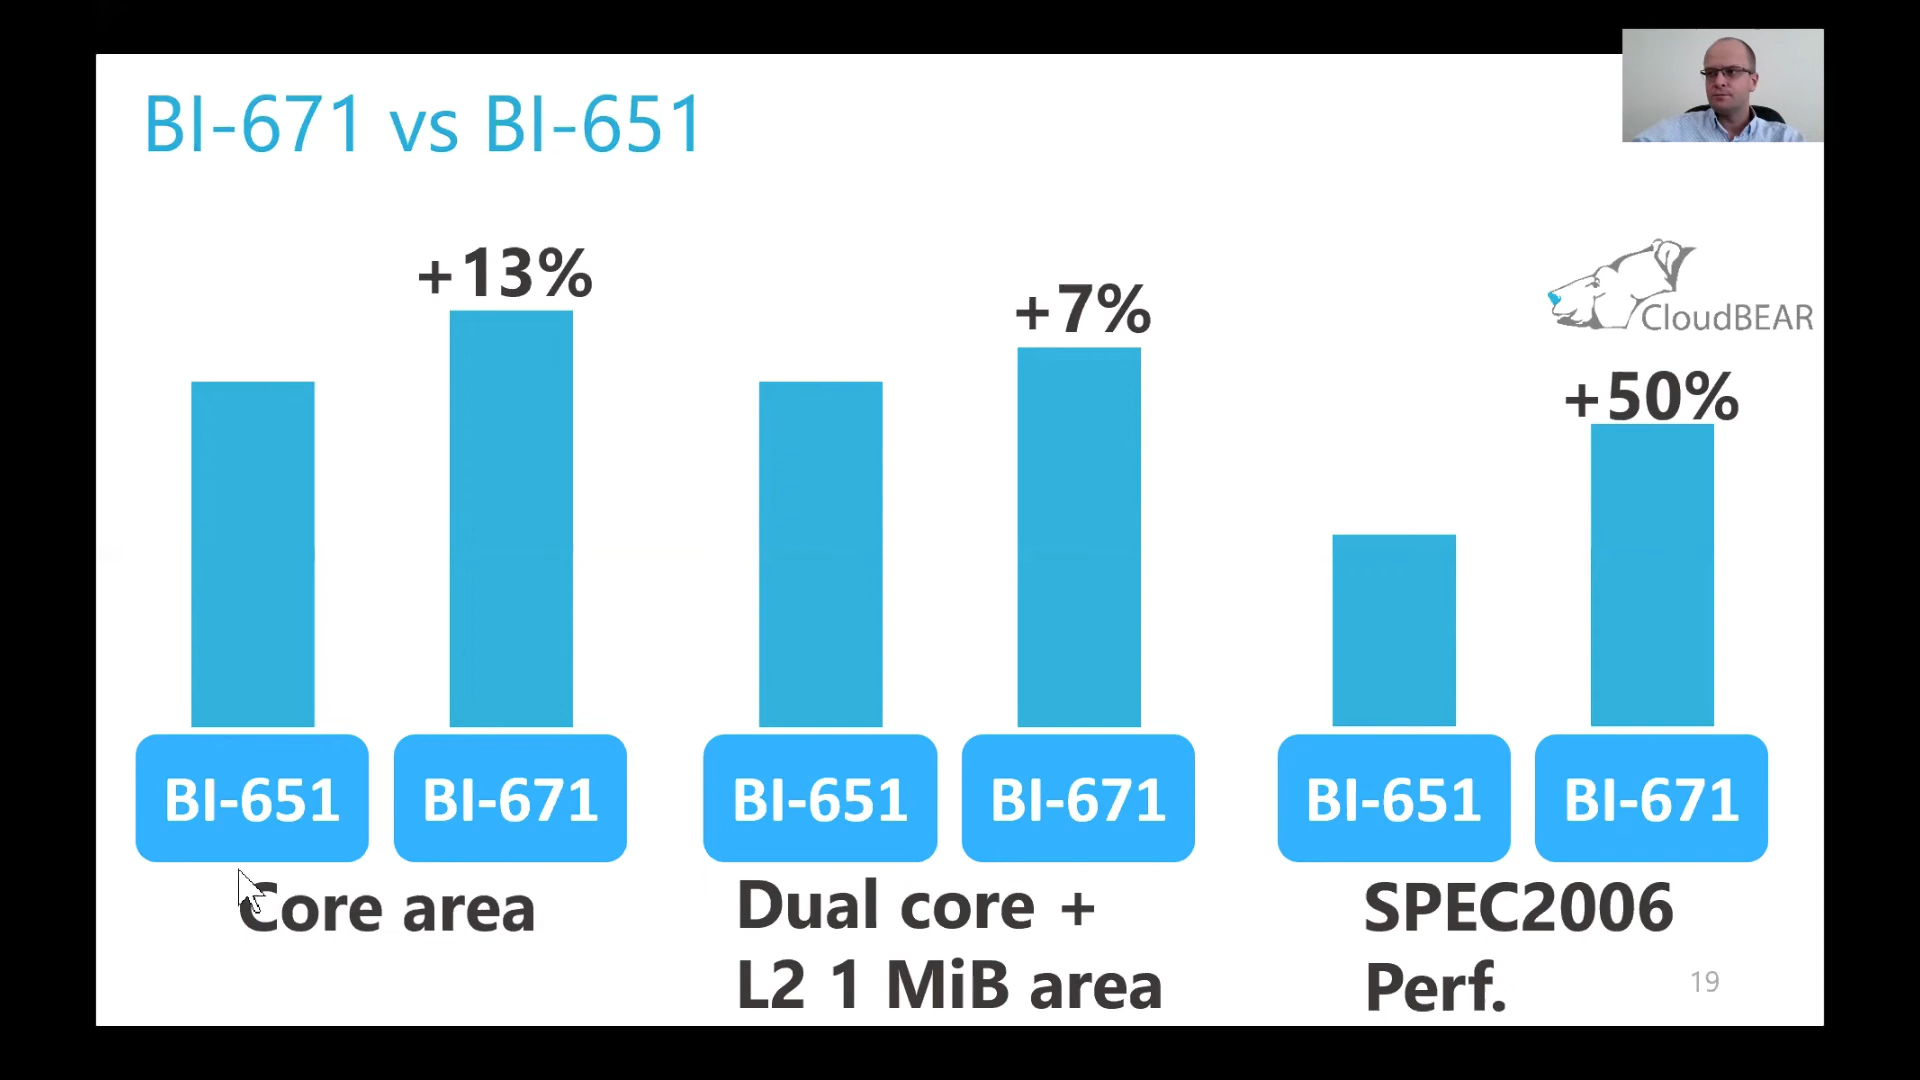 BI-671 vs BI-651
+13%
+7%
CloudBEAR
+50%
BI-651
BI-671
BI-651
BI-671
BI-651
BI-671
Core area
Dual core +
L2 1 MiB area
SPEC2006
Perf.
19